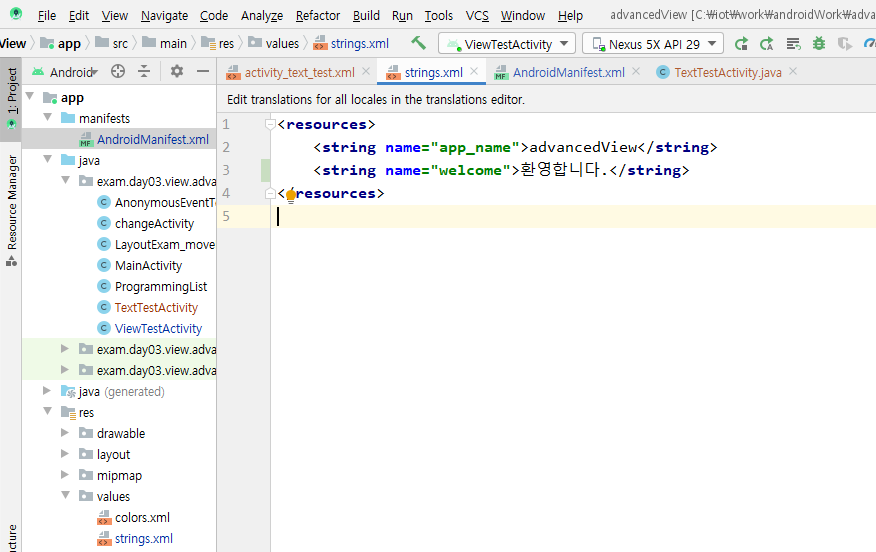 File Edit View Navigate Code Analyze Refactor Build Run Tools VCS Window Help advancedView [C:₩iot₩work₩androidWork₩adva
View app src main res values strings.xml ViewTestActivity Nexus 5X API 29
Android activity_text_test.xml strings.xml AndroidManifest.xml TextTestActivity.java
Edit translations for all locales in the translations editor.
1: Project
Resource Manager
app
manifests
AndroidManifest.xml
java
exam.day03.view.adva
AnonymousEventT
changeActivity
LayoutExam_move
MainActivity
ProgrammingList
TextTestActivity
ViewTestActivity
exam.day03.view.adva
exam.day03.view.adva
java (generated)
res
drawable
layout
mipmap
values
colors.xml
strings.xml
1 <resources>
2 <string name="app_name">advancedView</string>
3 <string name="welcome">환영합니다.</string>
4 </resources>
5